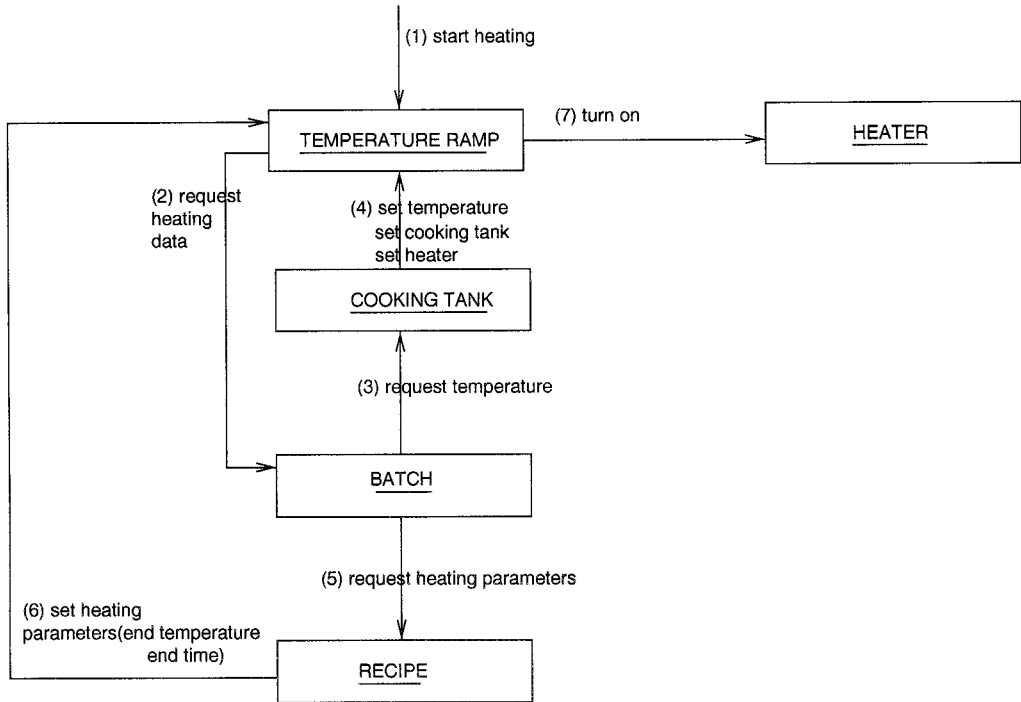 (1) start heating
(7) turn on
TEMPERATURE RAMP
HEATER
(2) request
heating
data
(4) set temperature
set cooking tank
set heater
COOKING TANK
(3) request temperature
BATCH
(5) request heating parameters
(6) set heating
parameters(end temperature
end time)
RECIPE